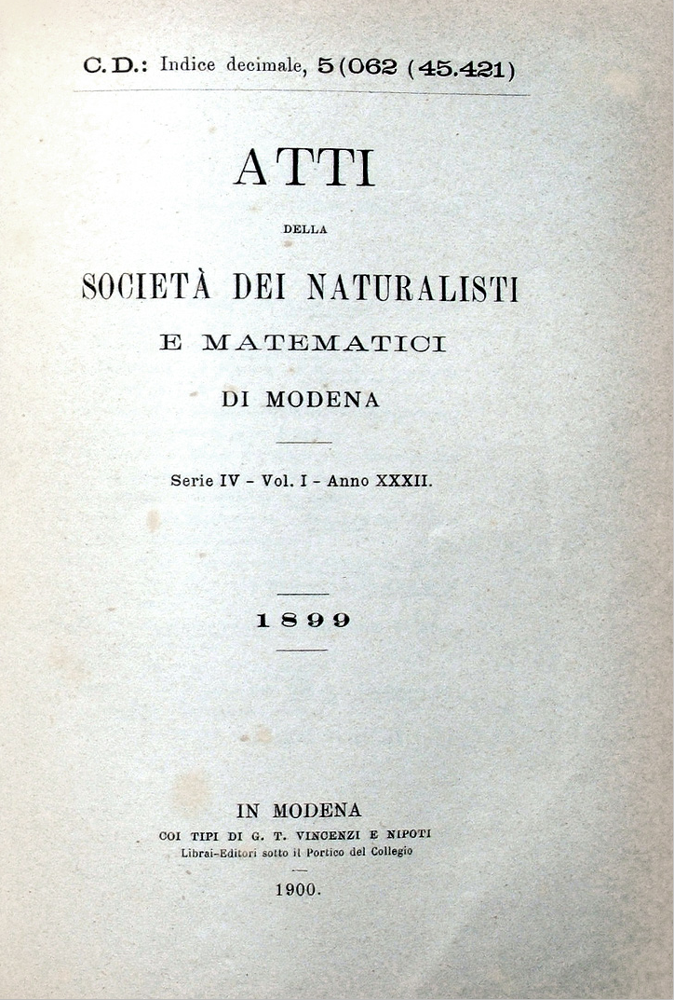 C. D.: Indice decimale, 5 (062 (45.421)
ATTI
DELLA
SOCIETÀ DEI NATURALISTI
E MATEMATICI
DI MODENA
Serie IV - Vol. I - Anno XXXII.
1899
IN MODENA
COI TIPI DI G. T. VINCENZI E NIPOTI
Librai-Editori sotto il Portico del Collegio
1900.